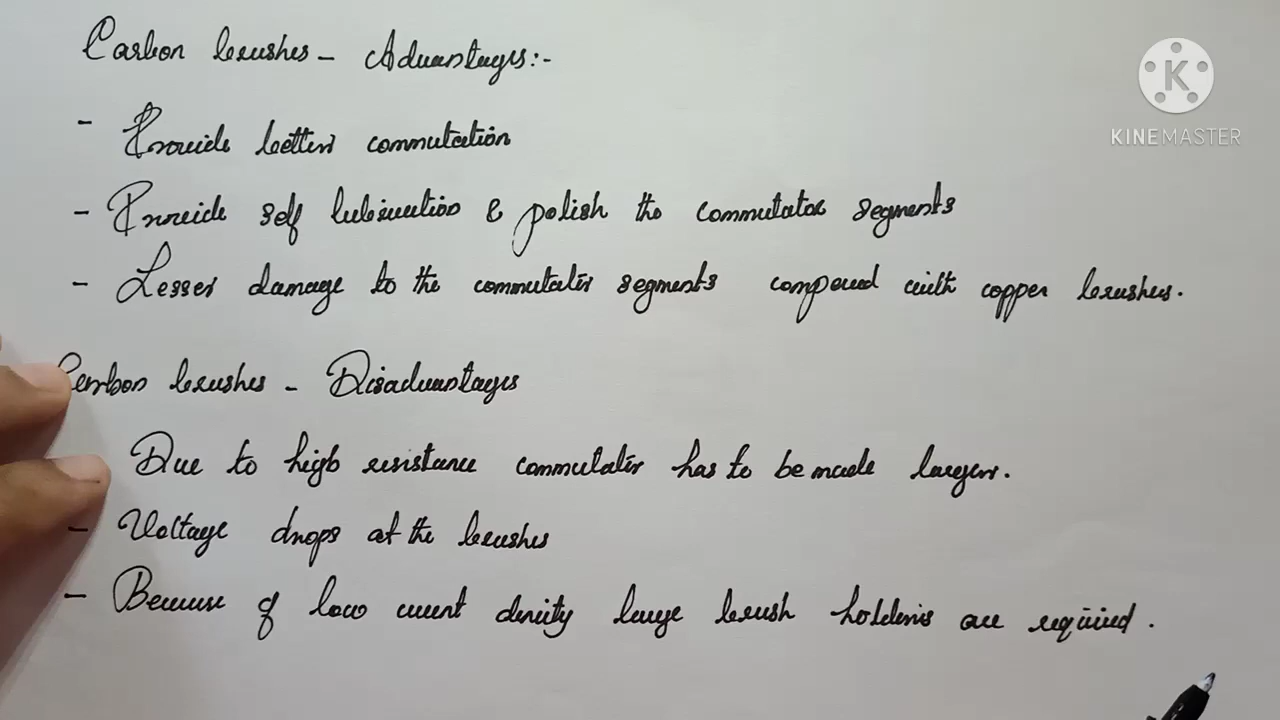 Carbon brushes - Advantages:-
KINEMASTER
- Provide better commutation
- Provide self lubrication & polish the commutator segments
- Lesser damage to the commutator segments compared with copper brushes.
Carbon brushes - Disadvantages
Due to high resistance commutator has to be made larger.
- Voltage drops at the brushes
- Because of low current density large brush holders are required.